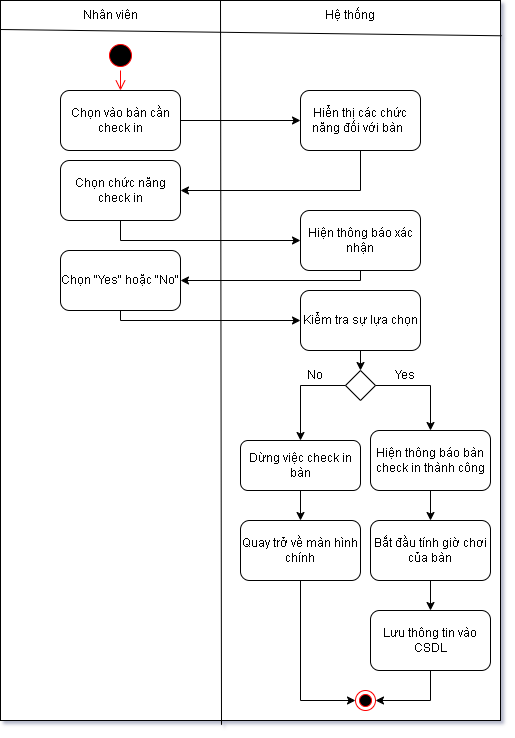 Nhân viên
Hệ thống
Chọn vào bàn cần
check in
Hiển thị các chức
năng đối với bàn
Chọn chức năng
check in
Hiện thông báo xác
nhận
Chọn "Yes" hoặc "No"
Kiểm tra sự lựa chọn
No
Yes
Dừng việc check in
bàn
Hiện thông báo bàn
check in thành công
Quay trở về màn hình
chính
Bắt đầu tính giờ chơi
của bàn
Lưu thông tin vào
CSDL